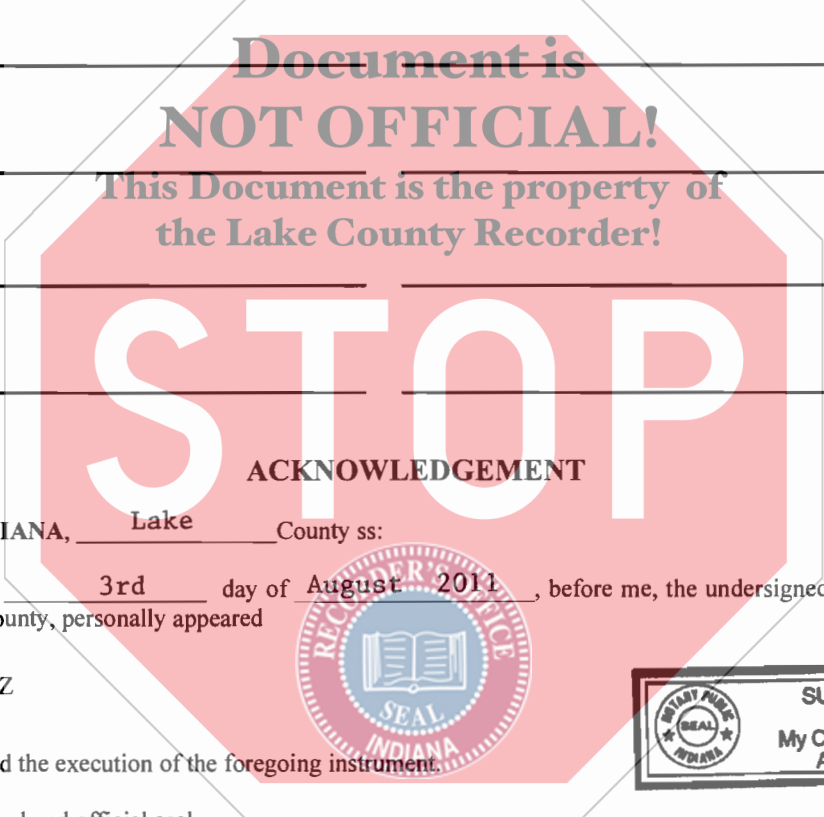 Document is
NOT OFFICIAL!
This Document is the property of
the Lake County Recorder!
STOP
ACKNOWLEDGEMENT
IANA, Lake County ss:
3rd day of August 2011, before me, the undersigned
ounty, personally appeared
Z
RECORDER'S OFFICE
SEAL
INDIANA
NOTARY PUBLIC
SEAL
INDIANA
SU
My C
A
d the execution of the foregoing instrument.